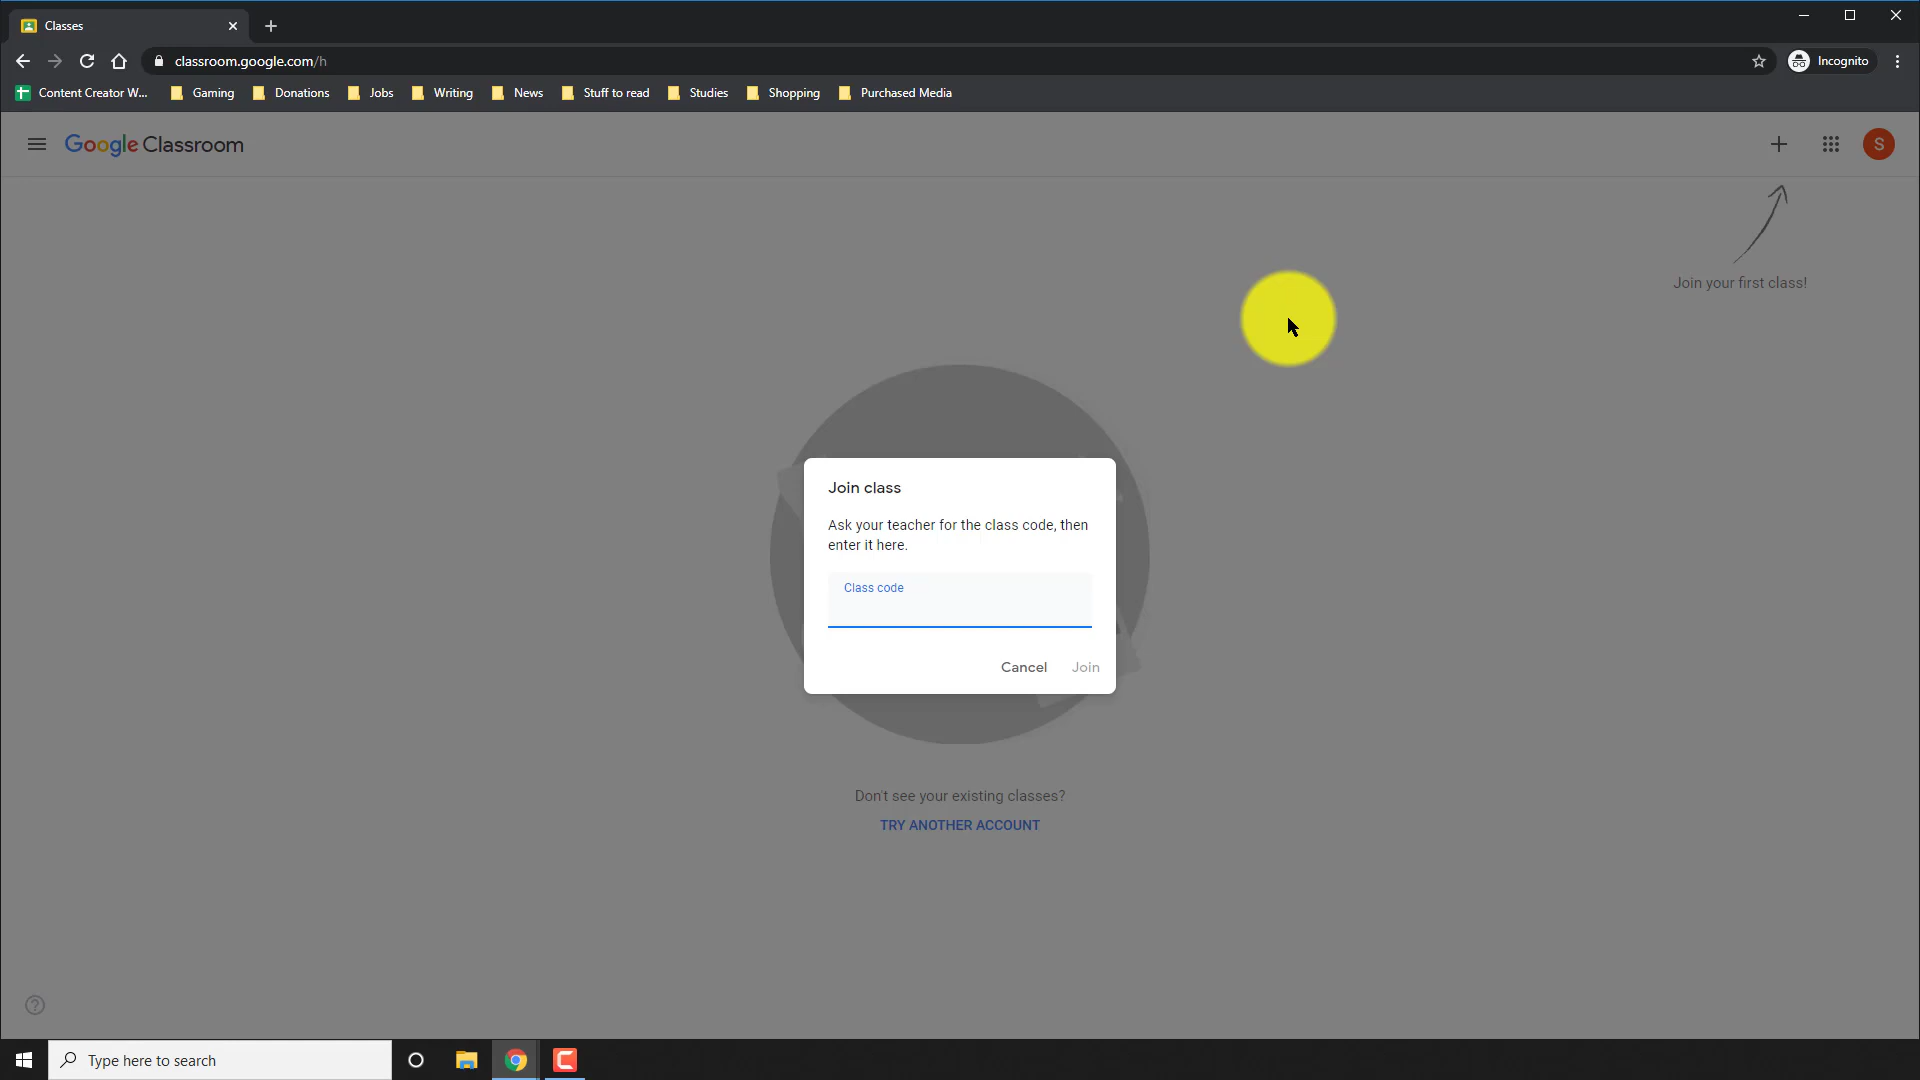 Classes
classroom.google.com/h
Incognito
Content Creator W...
Gaming
Donations
Jobs
Writing
News
Stuff to read
Studies
Shopping
Purchased Media
Google Classroom
S
Join your first class!
Join class
Ask your teacher for the class code, then
enter it here.
Class code
Cancel
Join
Don't see your existing classes?
TRY ANOTHER ACCOUNT
?
Type here to search